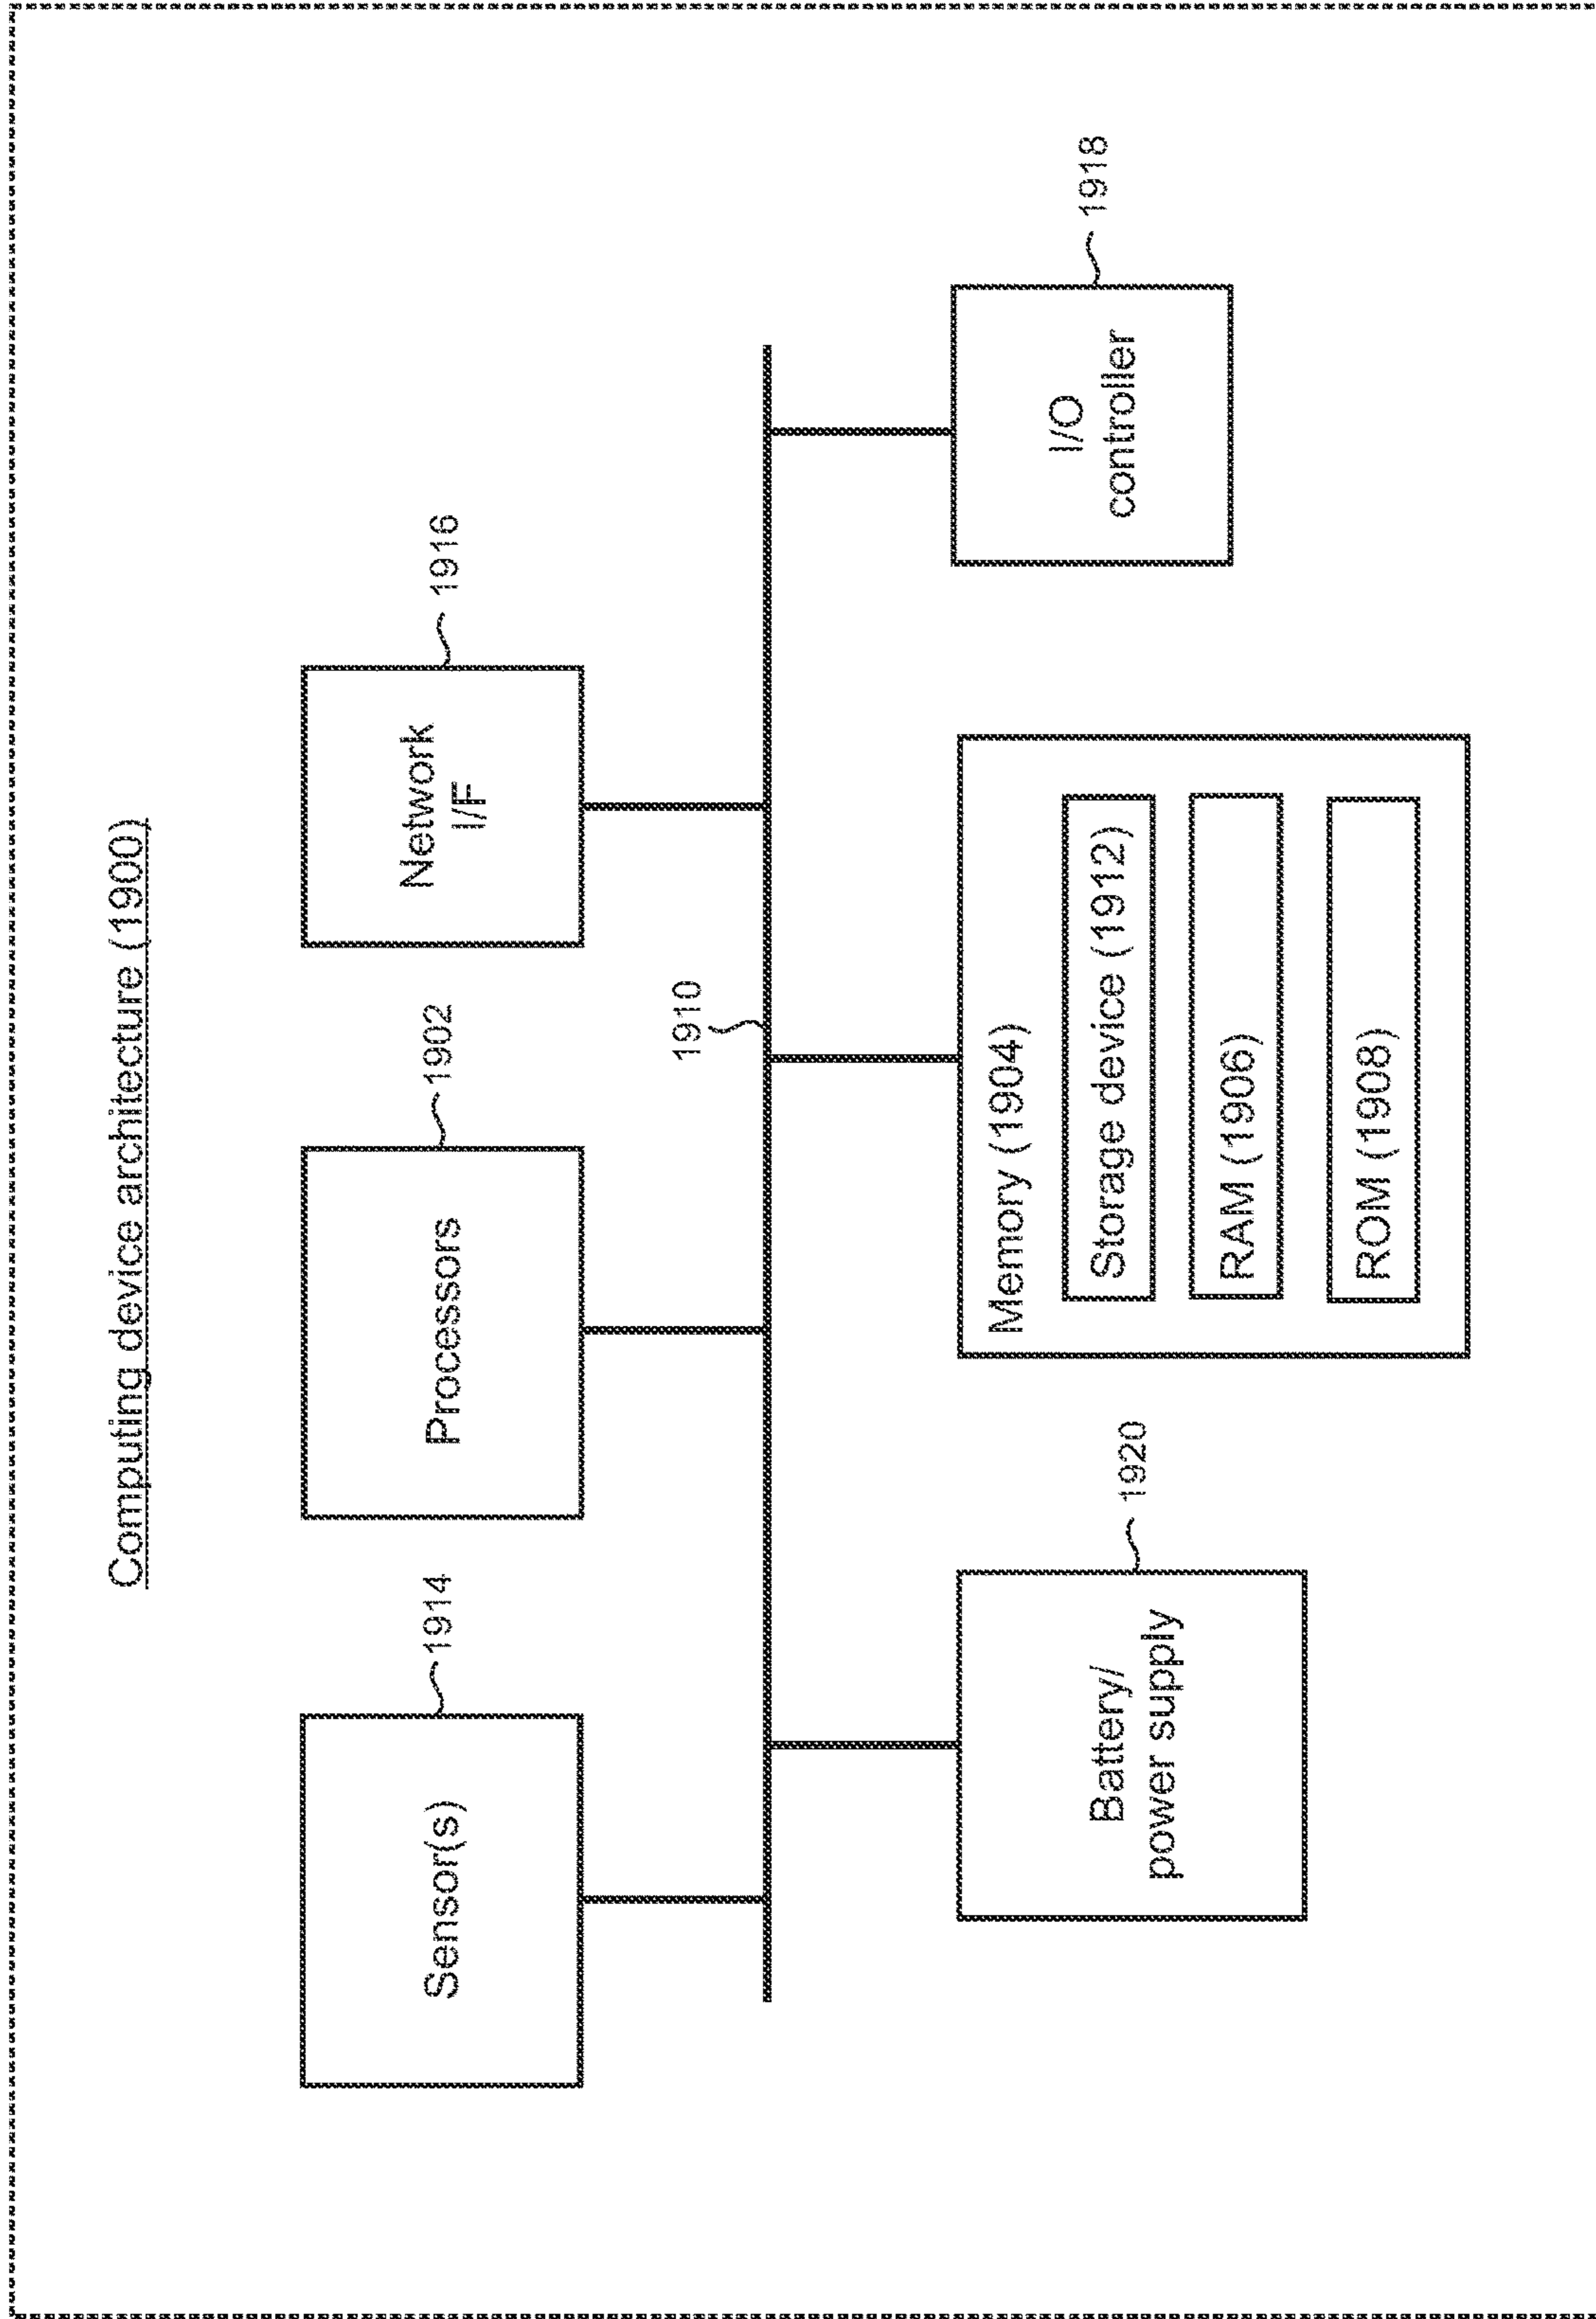 Computing device architecture (1900)
Sensor(s)
1914
Processors
1902
Network
I/F
1916
1910
Battery/
power supply
1920
Memory (1904)
Storage device (1912)
RAM (1906)
ROM (1908)
I/O
controller
1918